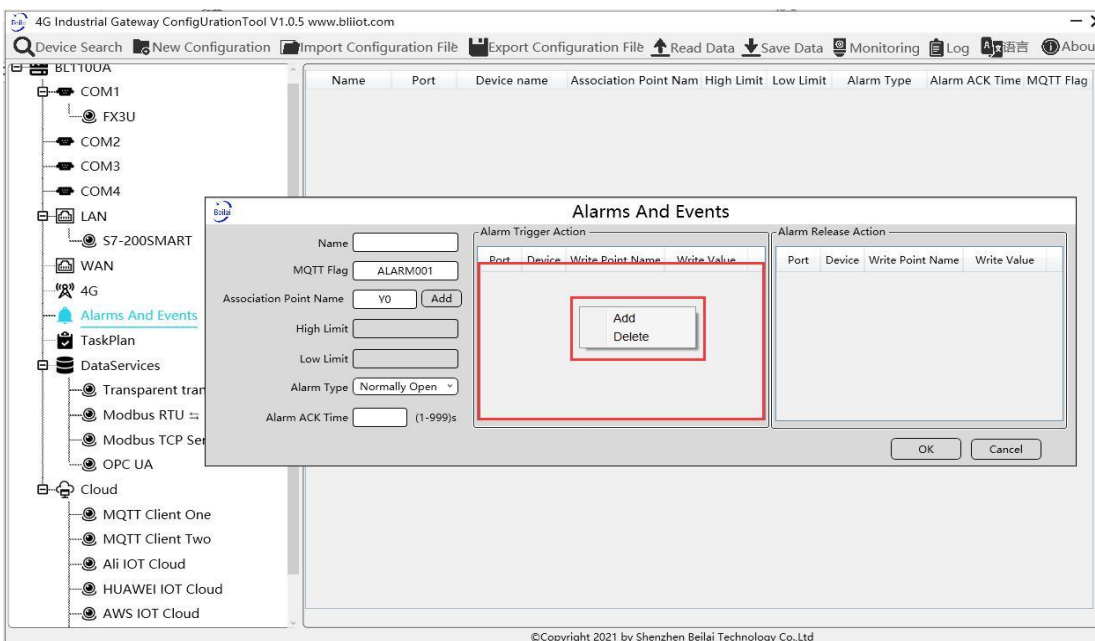 Beilai 4G Industrial Gateway ConfigUrationTool V1.0.5 www.bliiot.com
Device Search New Configuration Import Configuration File Export Configuration File Read Data Save Data Monitoring Log 语言 Abou
BL110UA
COM1
FX3U
COM2
COM3
COM4
LAN
S7-200SMART
WAN
4G
Alarms And Events
TaskPlan
DataServices
Transparent tran
Modbus RTU ⇆
Modbus TCP Ser
OPC UA
Cloud
MQTT Client One
MQTT Client Two
Ali IOT Cloud
HUAWEI IOT Cloud
AWS IOT Cloud
Name Port Device name Association Point Nam High Limit Low Limit Alarm Type Alarm ACK Time MQTT Flag
Beilai Alarms And Events
Name
MQTT Flag ALARM001
Association Point Name Y0 Add
High Limit
Low Limit
Alarm Type Normally Open
Alarm ACK Time (1-999)s
Alarm Trigger Action
Port Device Write Point Name Write Value
Add
Delete
Alarm Release Action
Port Device Write Point Name Write Value
OK Cancel
©Copyright 2021 by Shenzhen Beilai Technology Co.,Ltd